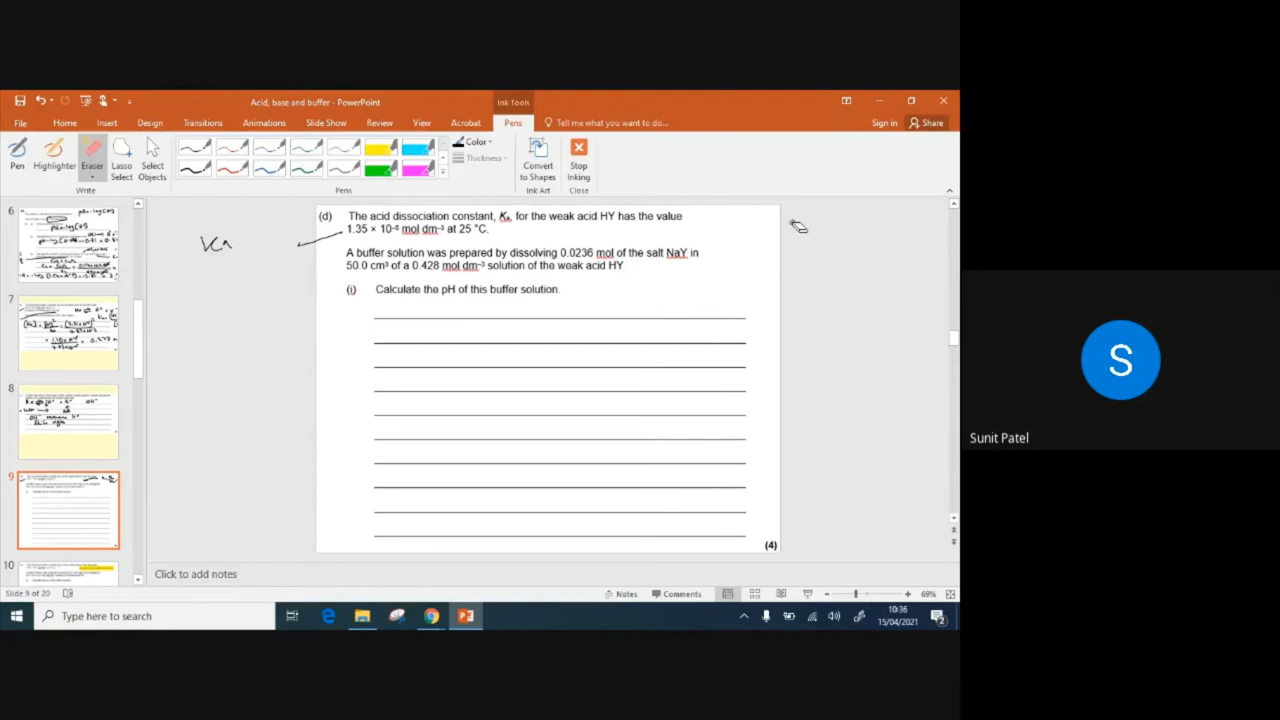 Acid, base and buffer - PowerPoint
Ink Tools
File
Home
Insert
Design
Transitions
Animations
Slide Show
Review
View
Acrobat
Pens
Tell me what you want to do...
Sign in
Share
Pen
Highlighter
Eraser
Lasso
Select
Select
Objects
Color
Thickness
Convert
to Shapes
Stop
Inking
Write
Pens
Ink Art
Close
6
7
8
9
10
Ka
(d) The acid dissociation constant, Ka, for the weak acid HY has the value
1.35 × 10⁻⁵ mol dm⁻³ at 25 °C.
A buffer solution was prepared by dissolving 0.0236 mol of the salt NaY in
50.0 cm³ of a 0.428 mol dm⁻³ solution of the weak acid HY
(i) Calculate the pH of this buffer solution.
(4)
S
Sunit Patel
Click to add notes
Slide 9 of 20
Notes
Comments
69%
Type here to search
10:36
15/04/2021
2